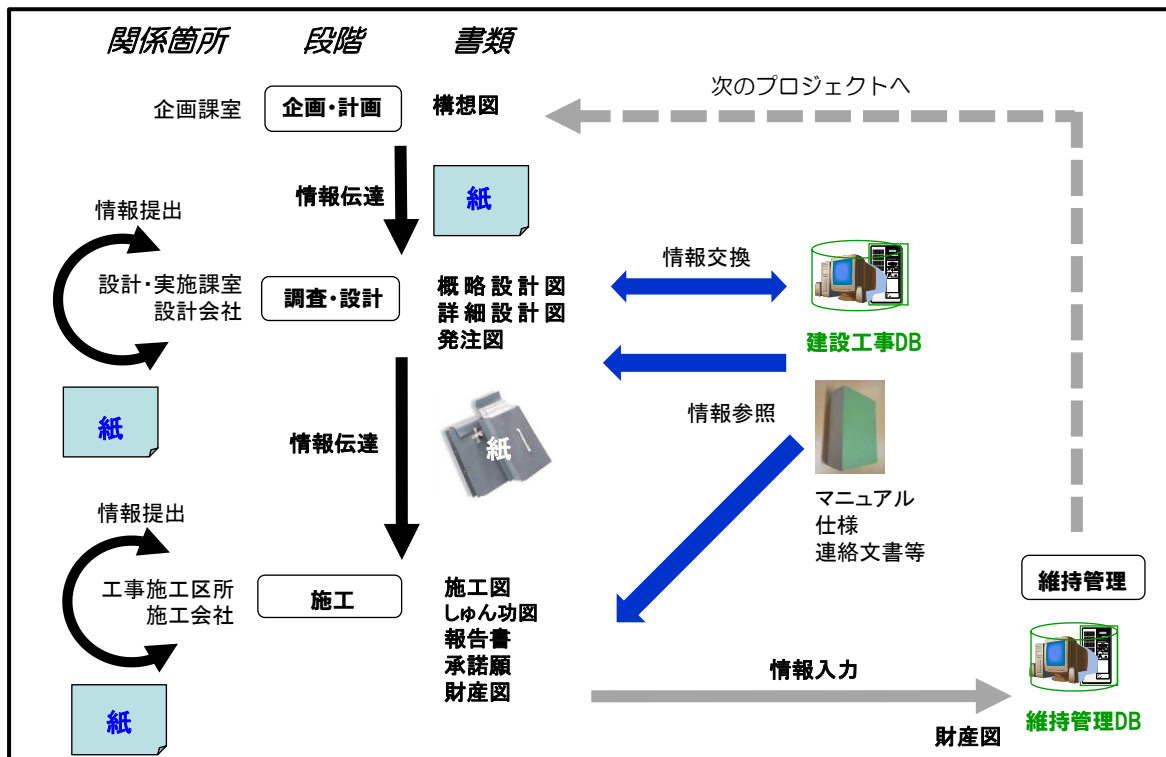 関係箇所 段階 書類
次のプロジェクトへ
企画課室 企画・計画 構想図
情報伝達
紙
情報提出
情報交換
設計・実施課室
設計会社
調査・設計
概略設計図
詳細設計図
発注図
建設工事DB
紙
情報伝達
紙
情報参照
マニュアル
仕様
連絡文書等
情報提出
工事施工区所
施工会社
施工
施工図
しゅん功図
報告書
承諾願
財産図
維持管理
紙
情報入力
財産図
維持管理DB